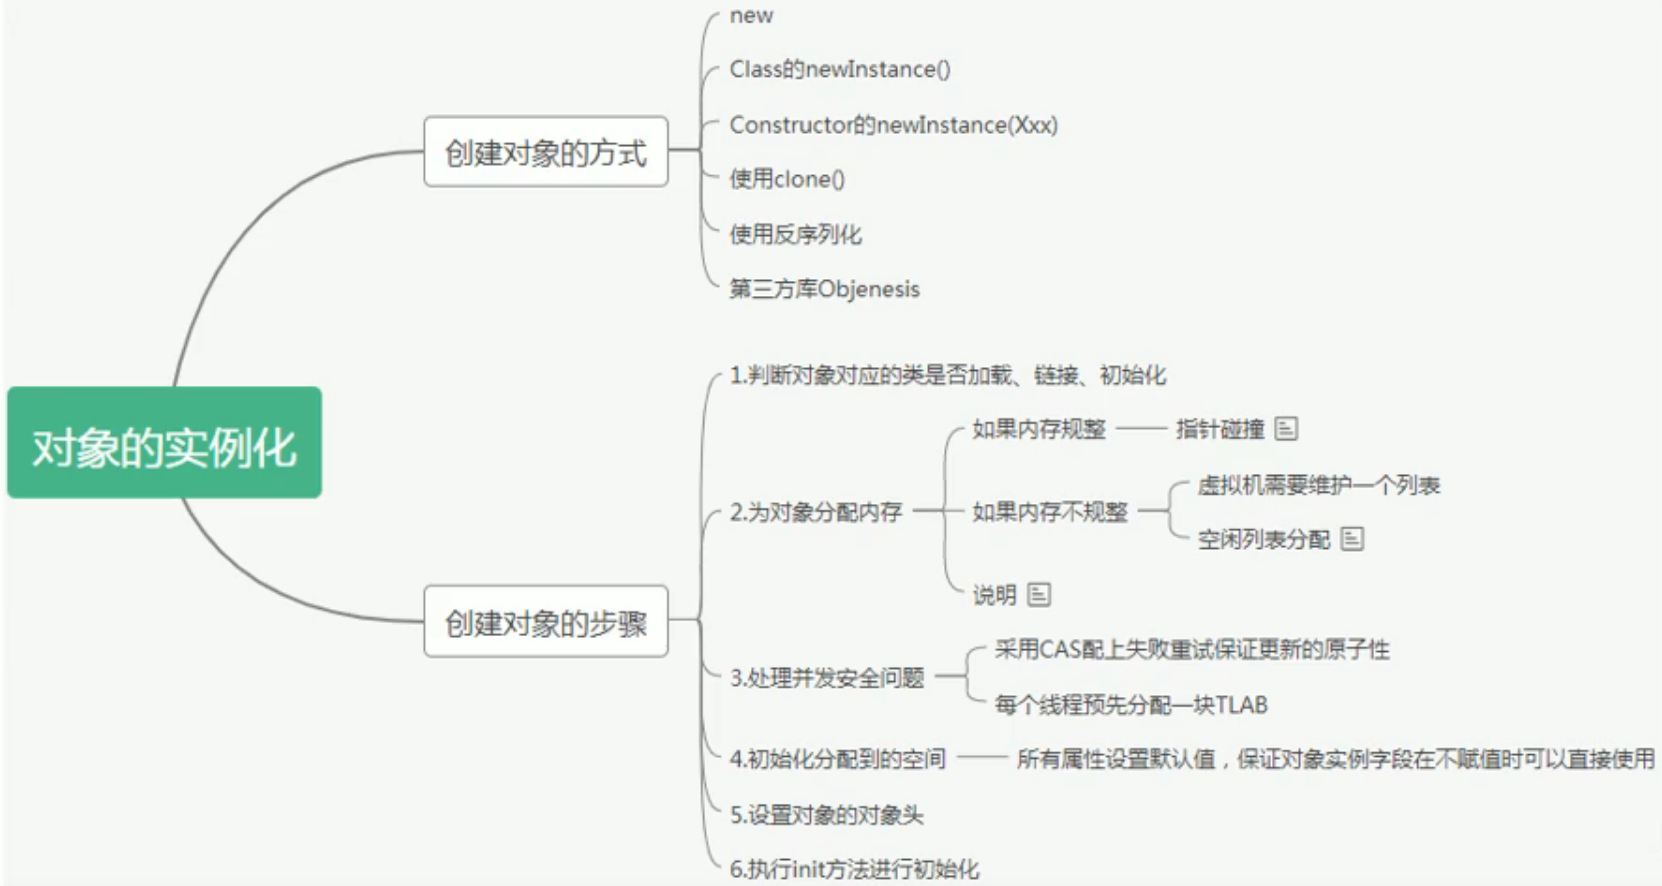 对象的实例化
创建对象的方式
new
Class的newInstance()
Constructor的newInstance(Xxx)
使用clone()
使用反序列化
第三方库Objenesis
创建对象的步骤
1.判断对象对应的类是否加载、链接、初始化
2.为对象分配内存
如果内存规整
指针碰撞
如果内存不规整
虚拟机需要维护一个列表
空闲列表分配
说明
3.处理并发安全问题
采用CAS配上失败重试保证更新的原子性
每个线程预先分配一块TLAB
4.初始化分配到的空间
所有属性设置默认值，保证对象实例字段在不赋值时可以直接使用
5.设置对象的对象头
6.执行init方法进行初始化